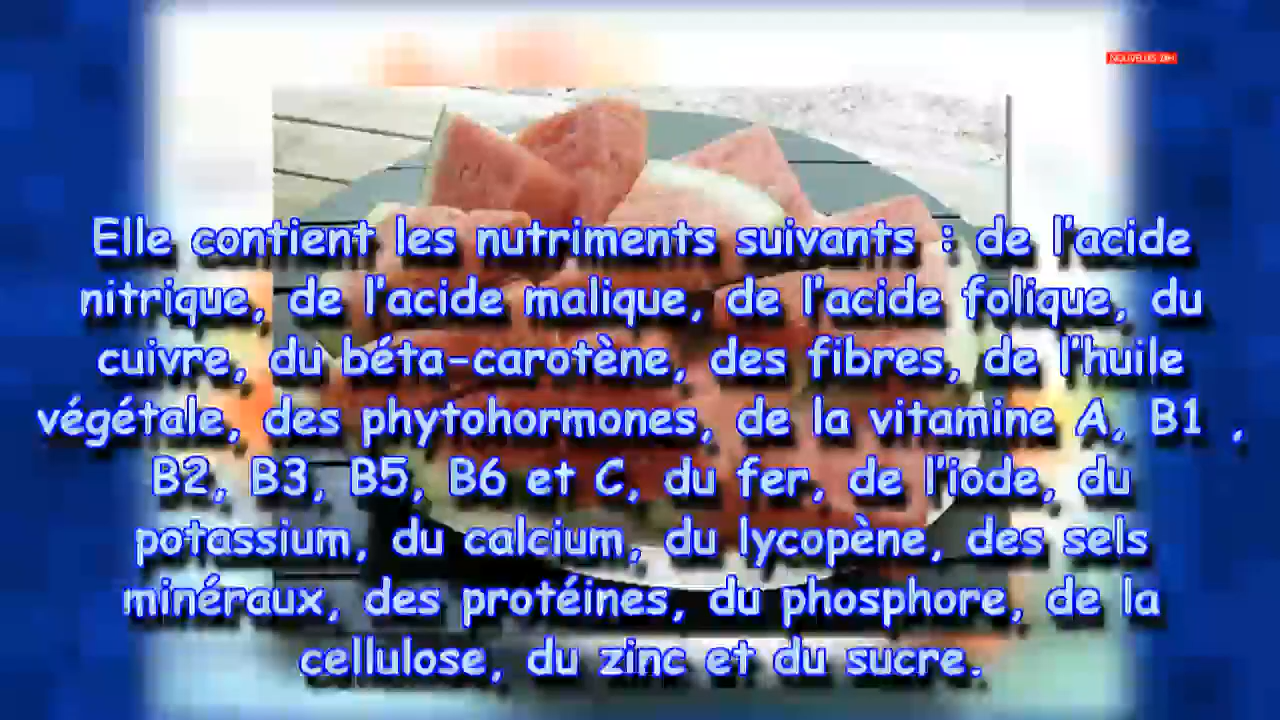 NOUVELLES 24H
Elle contient les nutriments suivants : de l'acide
nitrique, de l'acide malique, de l'acide folique, du
cuivre, du béta-carotène, des fibres, de l'huile
végétale, des phytohormones, de la vitamine A, B1 ,
B2, B3, B5, B6 et C, du fer, de l'iode, du
potassium, du calcium, du lycopène, des sels
minéraux, des protéines, du phosphore, de la
cellulose, du zinc et du sucre.